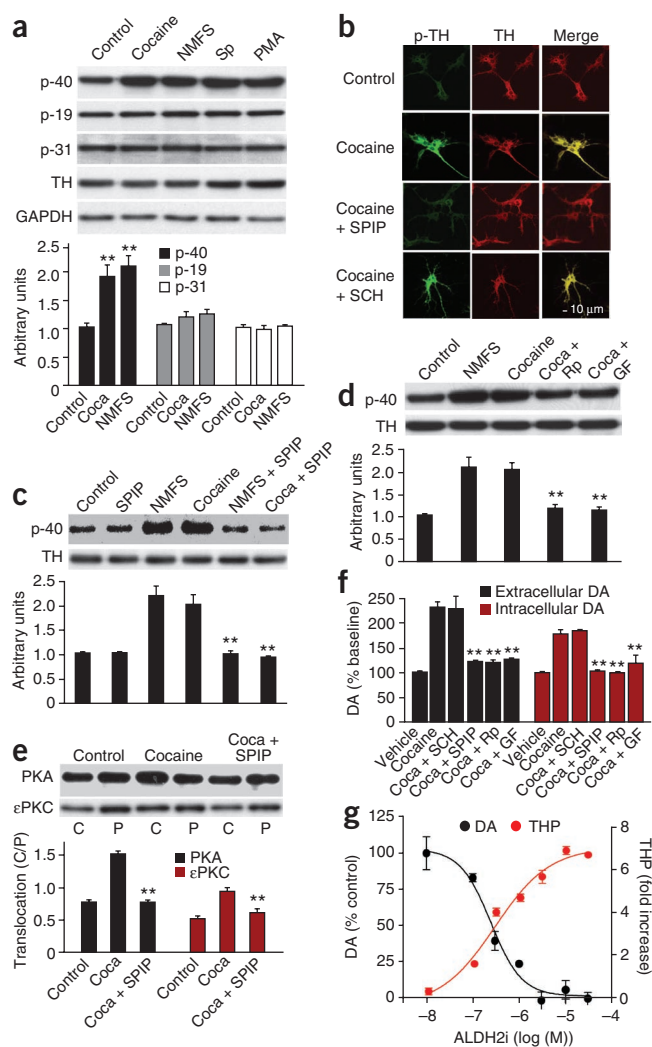 a
Control
Cocaine
NMFS
Sp
PMA
p-40
p-19
p-31
TH
GAPDH
2.5
2.0
1.5
1.0
0.5
0
Arbitrary units
**
**
p-40
p-19
p-31
Control
Coca
NMFS
Control
Coca
NMFS
Control
Coca
NMFS
b
p-TH
TH
Merge
Control
Cocaine
Cocaine
+ SPIP
Cocaine
+ SCH
10 μm
c
Control
SPIP
NMFS
Cocaine
NMFS + SPIP
Coca + SPIP
p-40
TH
2.5
2.0
1.5
1.0
0.5
0
Arbitrary units
**
**
d
Control
NMFS
Cocaine
Coca +
Rp
Coca +
GF
p-40
TH
2.5
2.0
1.5
1.0
0.5
0
Arbitrary units
**
**
e
Control
Cocaine
Coca +
SPIP
PKA
εPKC
C
P
C
P
C
P
1.5
1.0
0.5
0
Translocation (C/P)
PKA
εPKC
**
**
Control
Coca
Coca + SPIP
Control
Coca
Coca + SPIP
f
Extracellular DA
Intracellular DA
250
200
150
100
50
0
DA (% baseline)
**
**
**
**
**
**
Vehicle
Cocaine
Coca + SCH
Coca + SPIP
Coca + Rp
Coca + GF
Vehicle
Cocaine
Coca + SCH
Coca + SPIP
Coca + Rp
Coca + GF
g
DA
THP
125
100
75
50
25
0
DA (% control)
8
6
4
2
0
THP
(fold increase)
–8
–7
–6
–5
–4
ALDH2i (log (M))